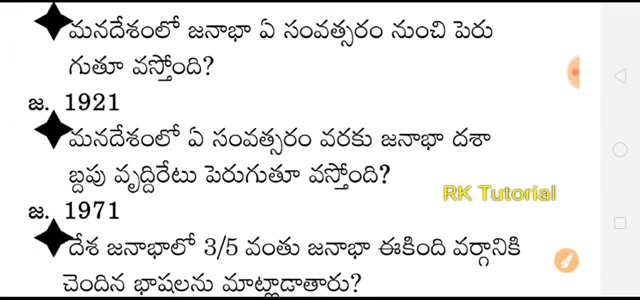 మనదేశంలో జనాభా ఏ సంవత్సరం నుంచి పెరు
గుతూ వస్తోంది?
జ. 1921
మనదేశంలో ఏ సంవత్సరం వరకు జనాభా దశా
బ్దపు వృద్దిరేటు పెరుగుతూ వస్తోంది?
RK Tutorial
జ. 1971
దేశ జనాభాలో 3/5 వంతు జనాభా ఈకింది వర్గానికి
చెందిన భాషలను మాట్లాడాతారు?